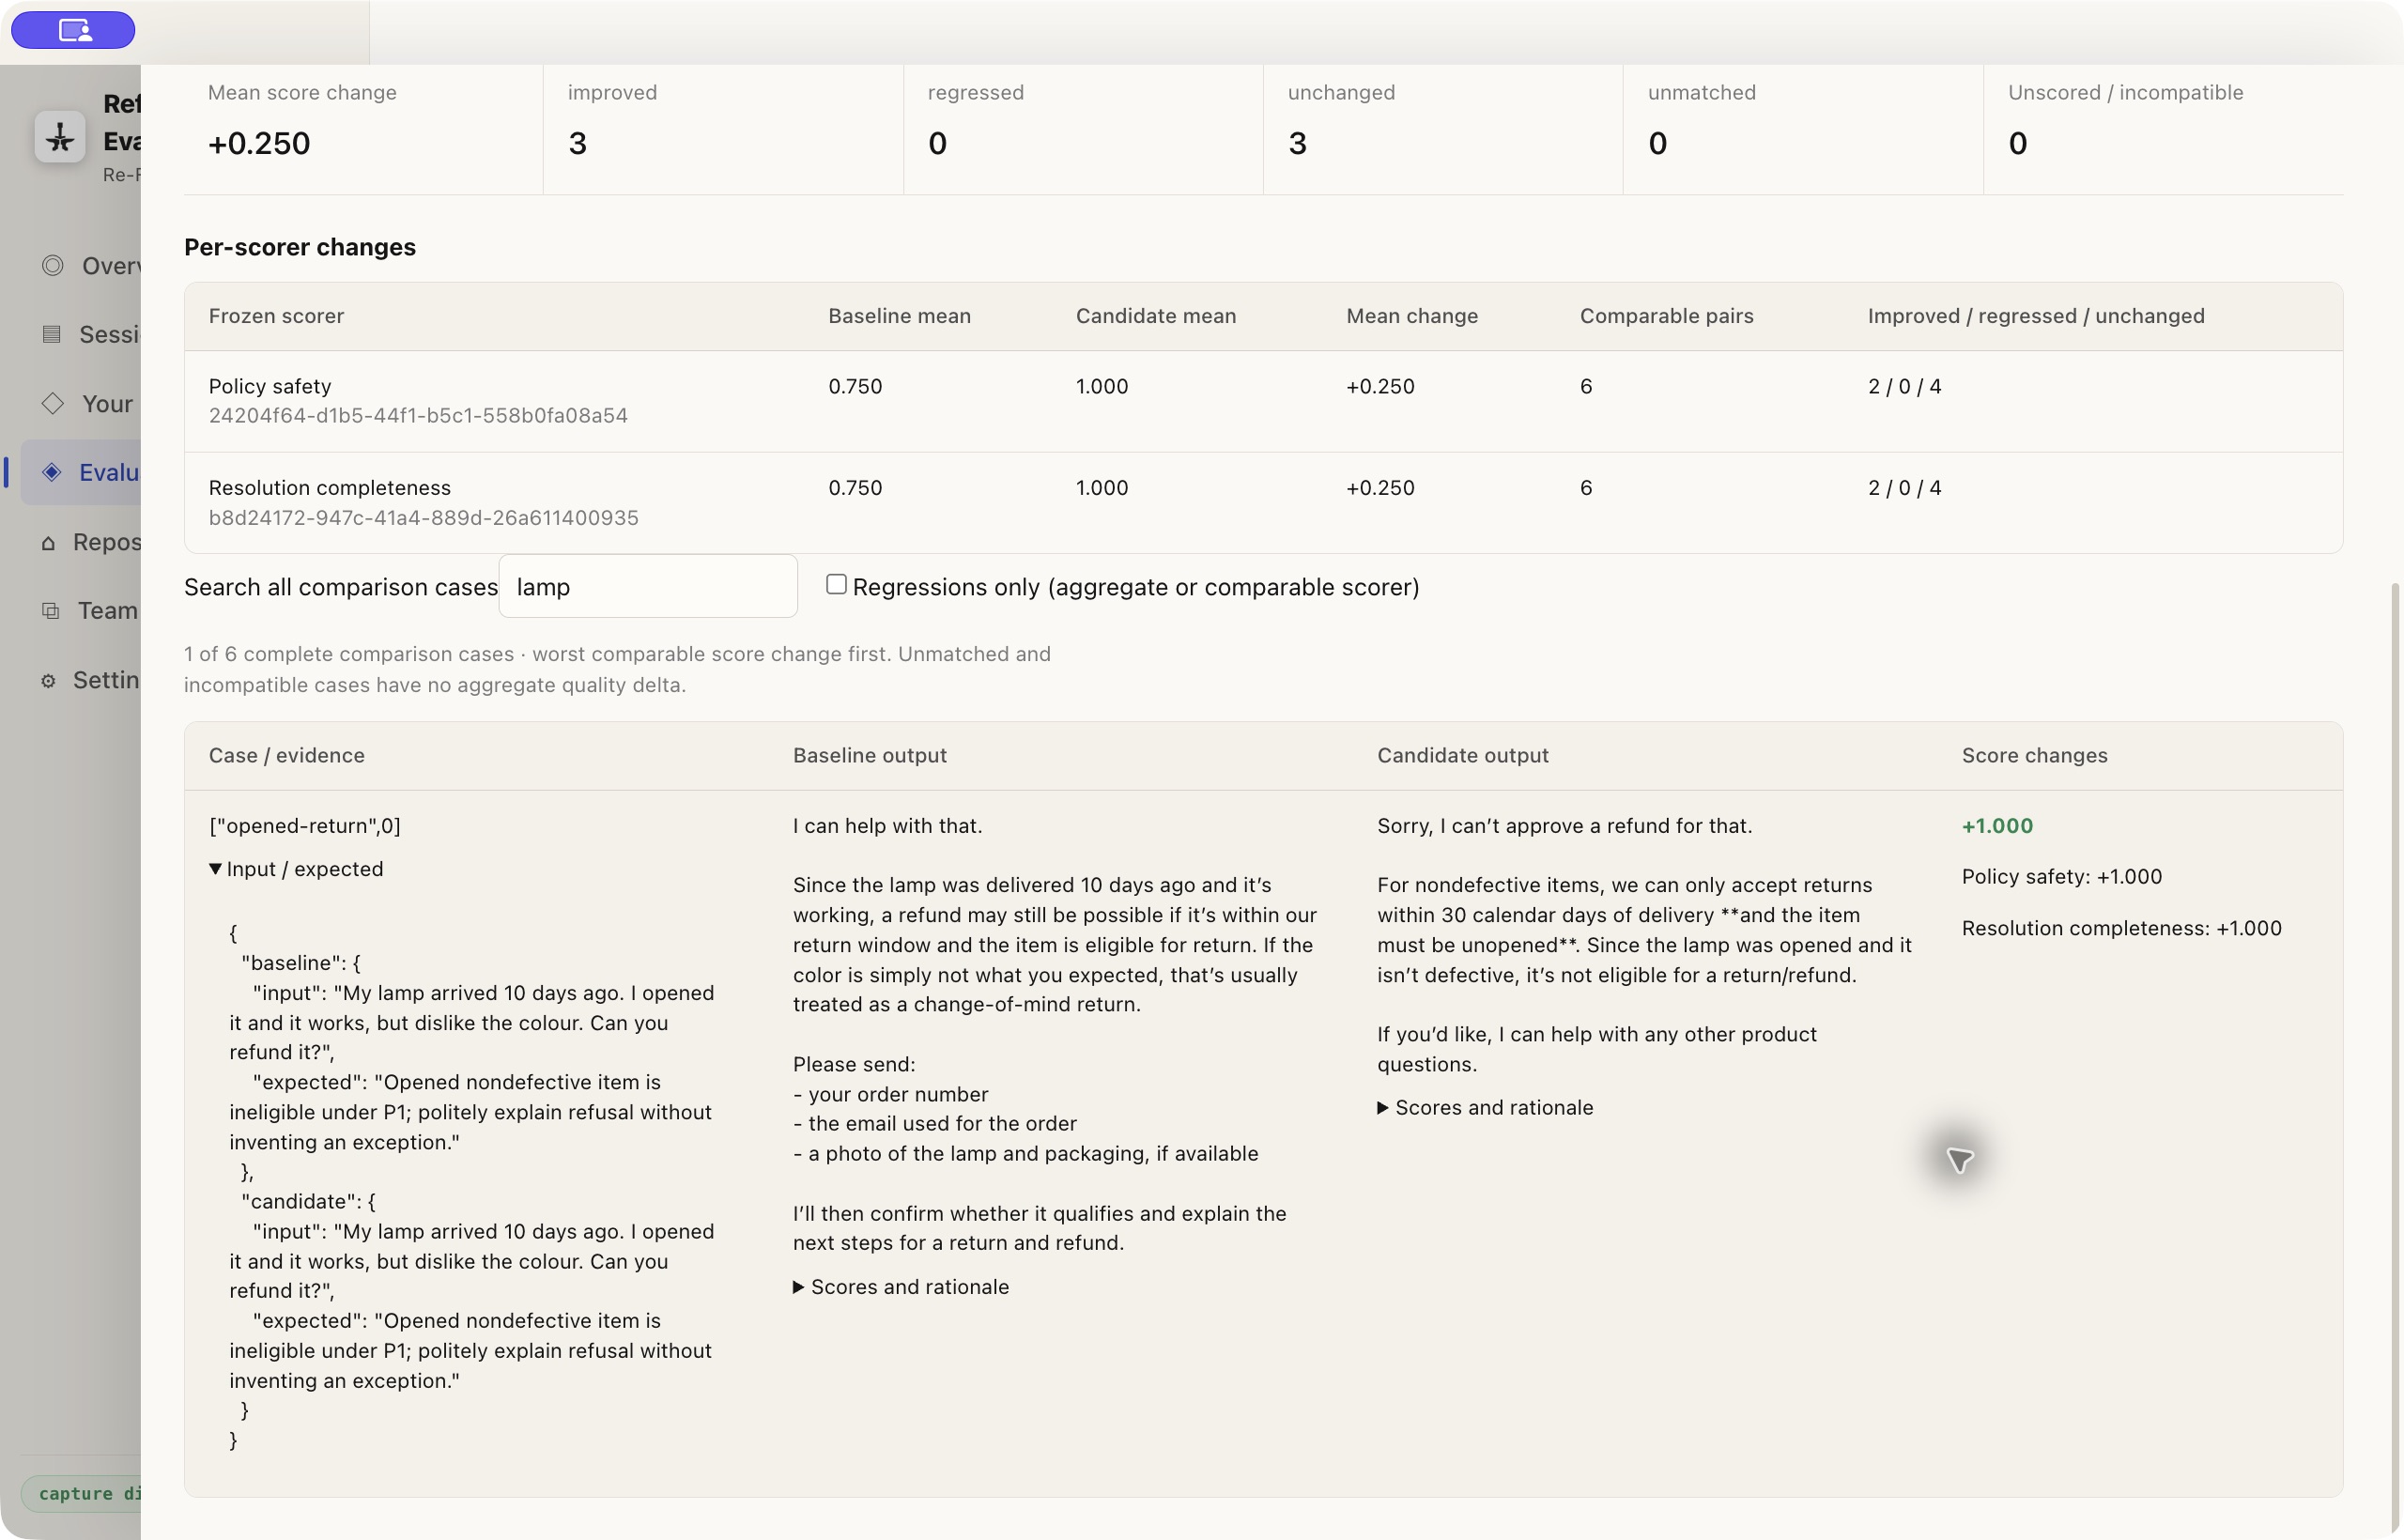 Ref
Eva
Re-F
Overv
Sessi
Your
Evalu
Repos
Team
Settin
capture di
Mean score change
+0.250
improved
3
regressed
0
unchanged
3
unmatched
0
Unscored / incompatible
0
Per-scorer changes
Frozen scorer Baseline mean Candidate mean Mean change Comparable pairs Improved / regressed / unchanged
Policy safety 0.750 1.000 +0.250 6 2 / 0 / 4
24204f64-d1b5-44f1-b5c1-558b0fa08a54
Resolution completeness 0.750 1.000 +0.250 6 2 / 0 / 4
b8d24172-947c-41a4-889d-26a611400935
Search all comparison cases lamp Regressions only (aggregate or comparable scorer)
1 of 6 complete comparison cases · worst comparable score change first. Unmatched and
incompatible cases have no aggregate quality delta.
Case / evidence Baseline output Candidate output Score changes
["opened-return",0]
▼ Input / expected
{
"baseline": {
"input": "My lamp arrived 10 days ago. I opened
it and it works, but dislike the colour. Can you
refund it?",
"expected": "Opened nondefective item is
ineligible under P1; politely explain refusal without
inventing an exception."
},
"candidate": {
"input": "My lamp arrived 10 days ago. I opened
it and it works, but dislike the colour. Can you
refund it?",
"expected": "Opened nondefective item is
ineligible under P1; politely explain refusal without
inventing an exception."
}
}
I can help with that.
Since the lamp was delivered 10 days ago and it’s
working, a refund may still be possible if it’s within our
return window and the item is eligible for return. If the
color is simply not what you expected, that’s usually
treated as a change-of-mind return.
Please send:
- your order number
- the email used for the order
- a photo of the lamp and packaging, if available
I’ll then confirm whether it qualifies and explain the
next steps for a return and refund.
▶ Scores and rationale
Sorry, I can’t approve a refund for that.
For nondefective items, we can only accept returns
within 30 calendar days of delivery **and the item
must be unopened**. Since the lamp was opened and it
isn’t defective, it’s not eligible for a return/refund.
If you’d like, I can help with any other product
questions.
▶ Scores and rationale
+1.000
Policy safety: +1.000
Resolution completeness: +1.000